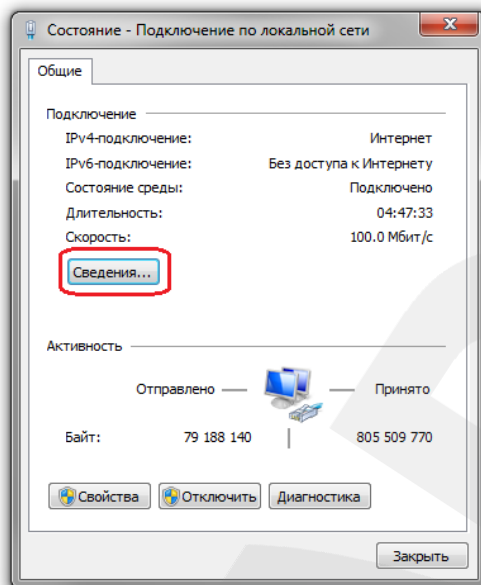 Состояние - Подключение по локальной сети
Общие
Подключение
IPv4-подключение: Интернет
IPv6-подключение: Без доступа к Интернету
Состояние среды: Подключено
Длительность: 04:47:33
Скорость: 100.0 Мбит/с
Сведения...
Активность
Отправлено — Принято
Байт: 79 188 140 805 509 770
Свойства Отключить Диагностика
Закрыть